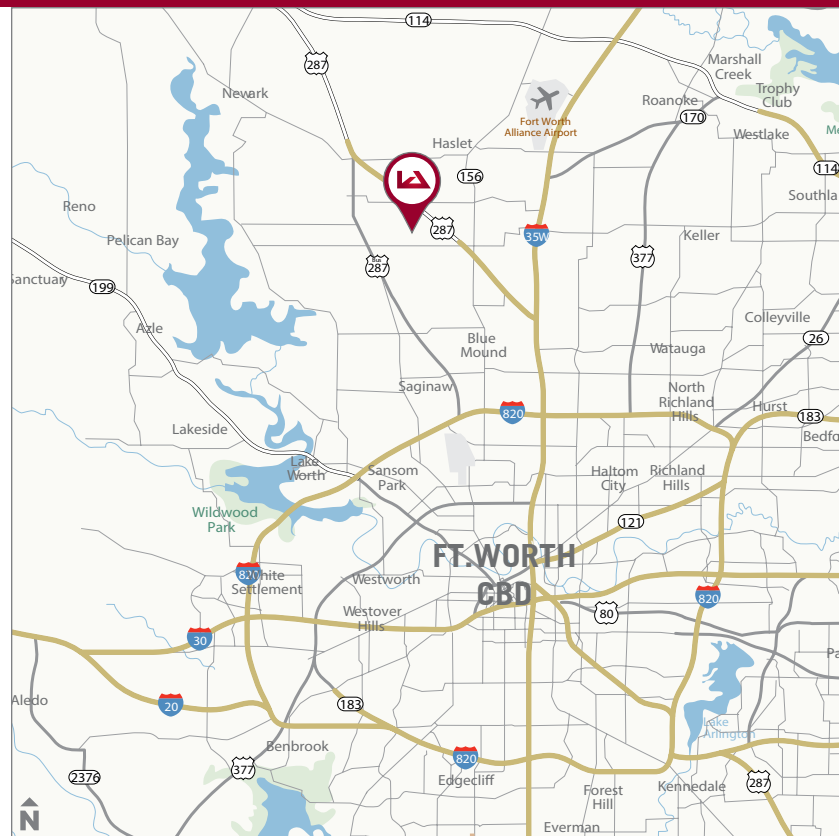 114
Marshall
Creek
287
Trophy
Club
Newark
Roanoke
170
Fort Worth
Alliance Airport
Westlake
Haslet
114
156
Southla
Reno
287
35W
Keller
Pelican Bay
377
Bus
287
Sanctuary
199
Colleyville
Azle
26
Blue
Mound
Watauga
Saginaw
North
Richland
Hills
820
Hurst
183
Lakeside
Bedfo
Lake
Worth
Sansom
Park
Haltom
City
Richland
Hills
Wildwood
Park
121
FT. WORTH
CBD
820
White
Settlement
Westworth
820
Westover
Hills
80
30
Pa
Aledo
20
183
Lake
Arlington
Benbrook
820
377
2376
Edgecliff
287
Forest
Hill
Kennedale
N
Everman